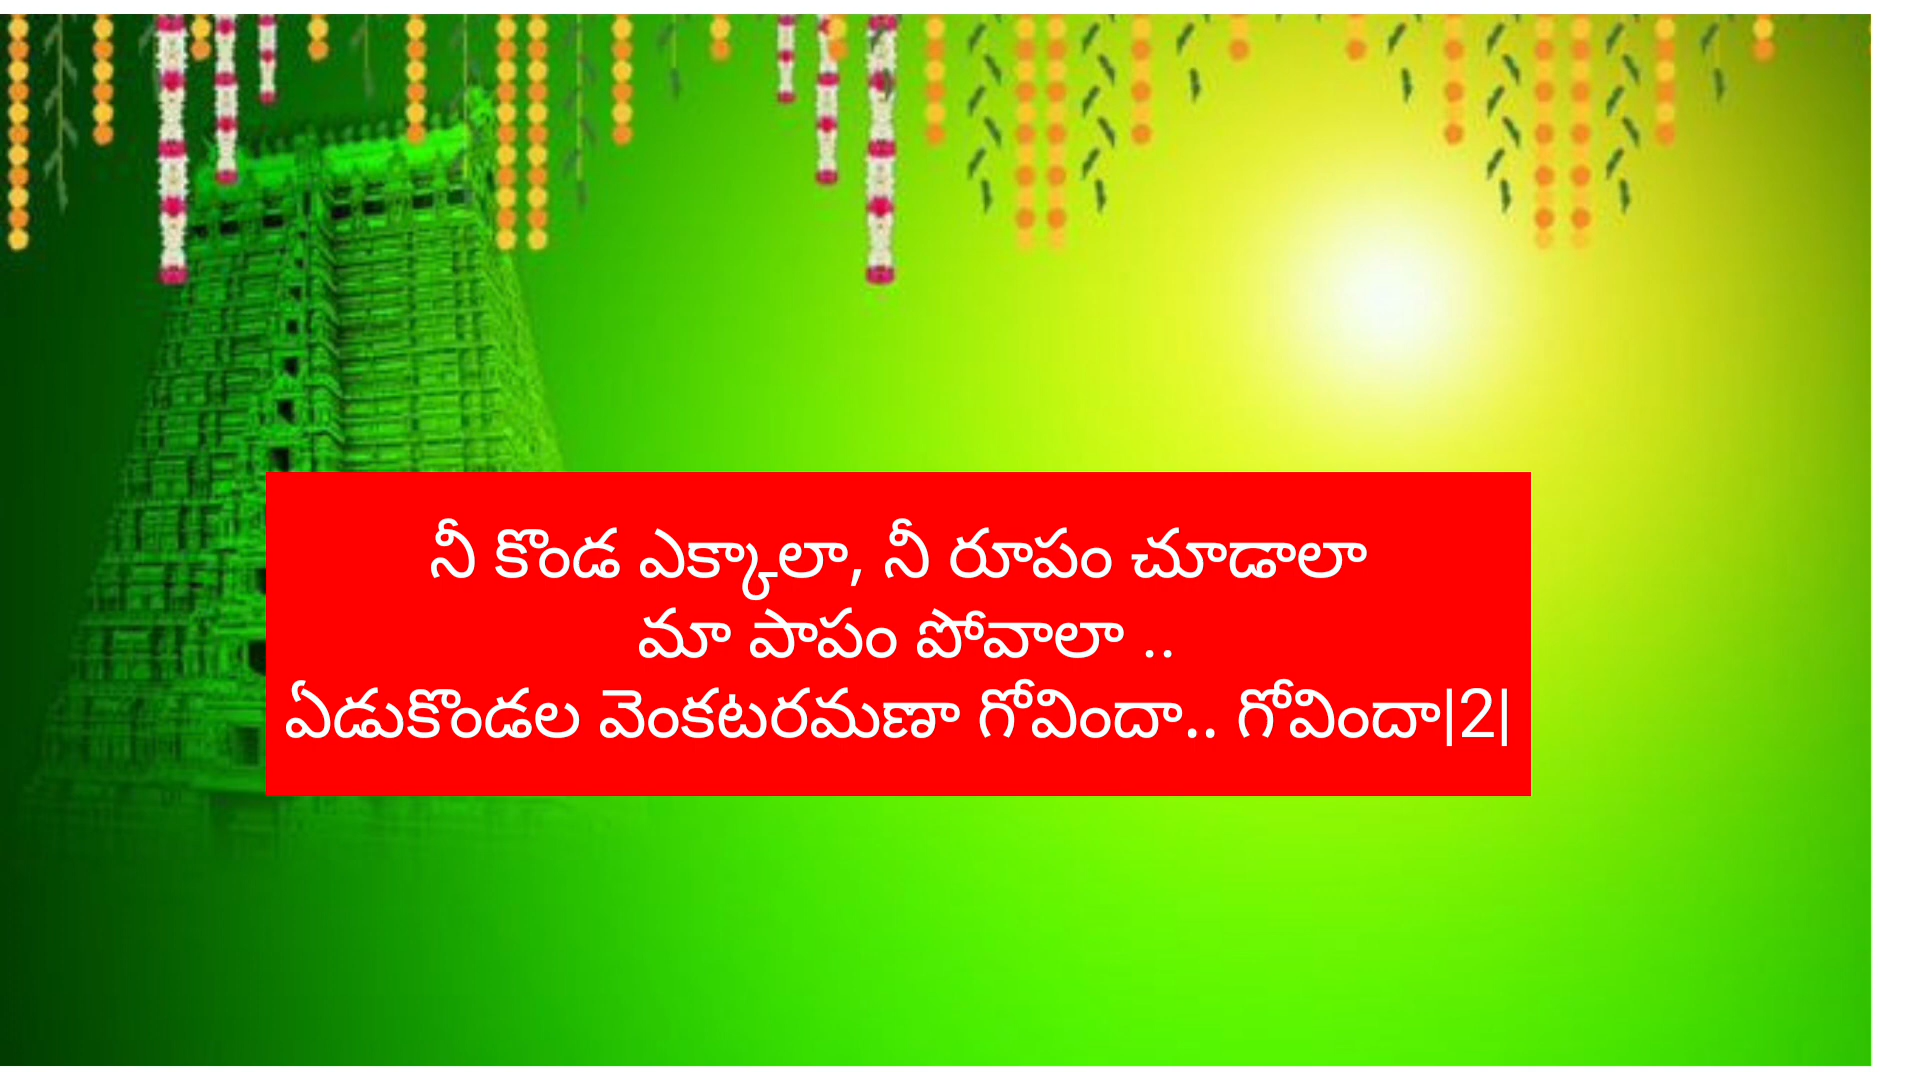 నీ కొండ ఎక్కాలా, నీ రూపం చూడాలా
మా పాపం పోవాలా ..
ఏడుకొండల వెంకటరమణా గోవిందా.. గోవిందా|2|